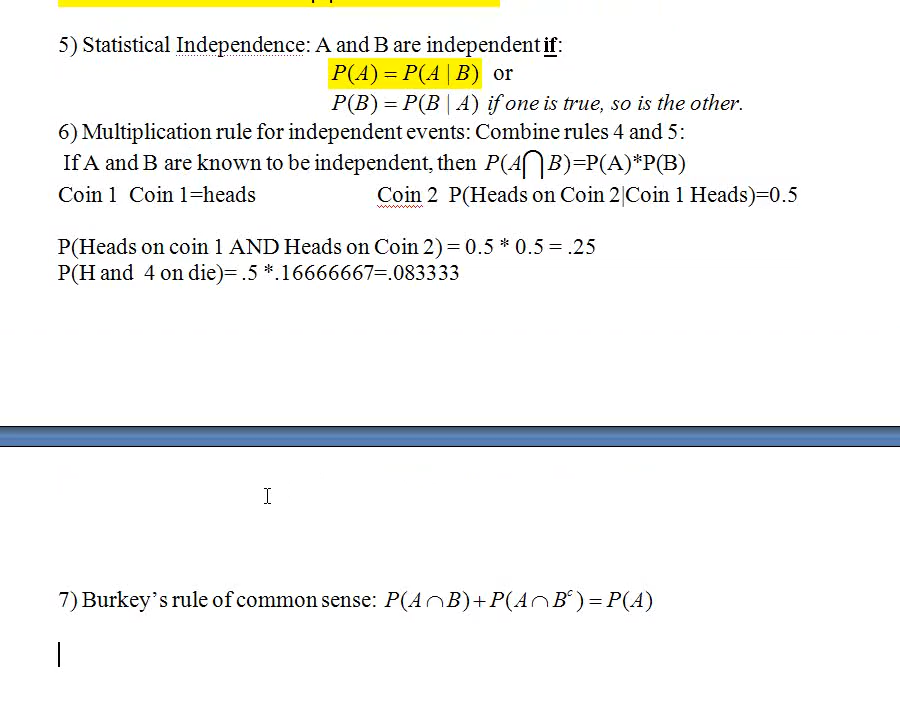 5) Statistical Independence: A and B are independent if:
P(A) = P(A | B) or
P(B) = P(B | A) if one is true, so is the other.
6) Multiplication rule for independent events: Combine rules 4 and 5:
If A and B are known to be independent, then P(A⋂B)=P(A)*P(B)
Coin 1 Coin 1=heads Coin 2 P(Heads on Coin 2|Coin 1 Heads)=0.5
P(Heads on coin 1 AND Heads on Coin 2) = 0.5 * 0.5 = .25
P(H and 4 on die)= .5 *.16666667=.083333
7) Burkey’s rule of common sense: P(A∩B)+P(A∩Bᶜ)=P(A)